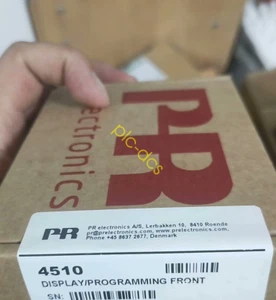 PR
electronics
plc-dcs
PR
PR electronics A/S, Lerbakken 10, 8410 Roende
pr@prelectronics.com, www.prelectronics.com,
Phone +45 8637 2677, Denmark
4510
DISPLAY/PROGRAMMING FRONT
SN: